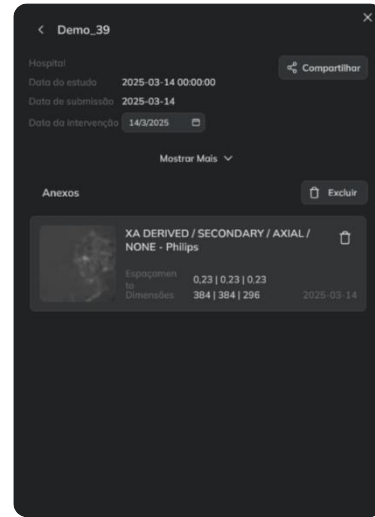 Demo_39
Hospital
Compartilhar
Data do estudo 2025-03-14 00:00:00
Data de submissão 2025-03-14
Data da intervenção 14/3/2025
Mostrar Mais
Anexos
Excluir
XA DERIVED / SECONDARY / AXIAL /
NONE - Philips
Espaçamen
to
0,23 | 0,23 | 0,23
Dimensões 384 | 384 | 296 2025-03-14